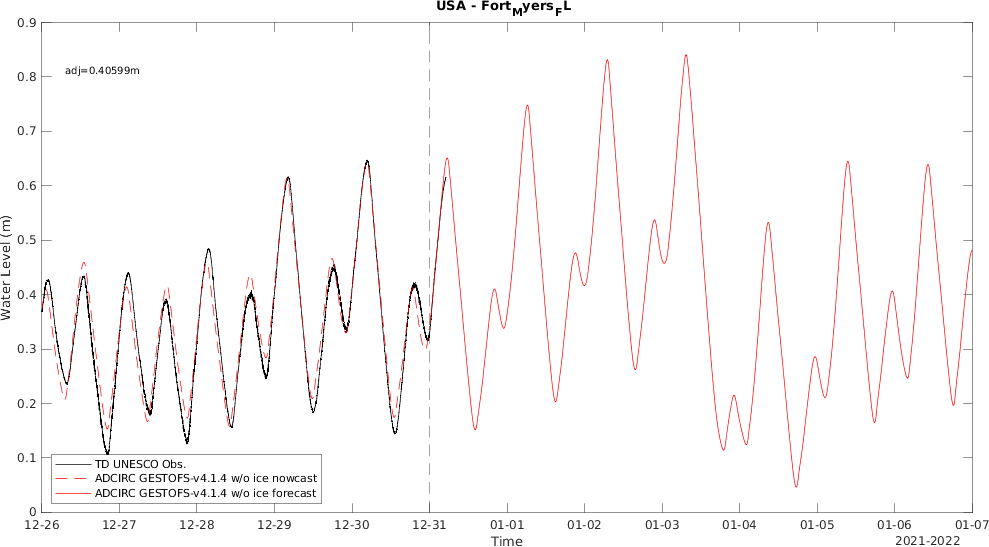 USA - Fort_Myers_FL
0.9
0.8
0.7
0.6
0.5
0.4
0.3
0.2
0.1
0
Water Level (m)
adj=0.40599m
TD UNESCO Obs.
ADCIRC GESTOFS-v4.1.4 w/o ice nowcast
ADCIRC GESTOFS-v4.1.4 w/o ice forecast
12-26 12-27 12-28 12-29 12-30 12-31 01-01 01-02 01-03 01-04 01-05 01-06 01-07
Time
2021-2022